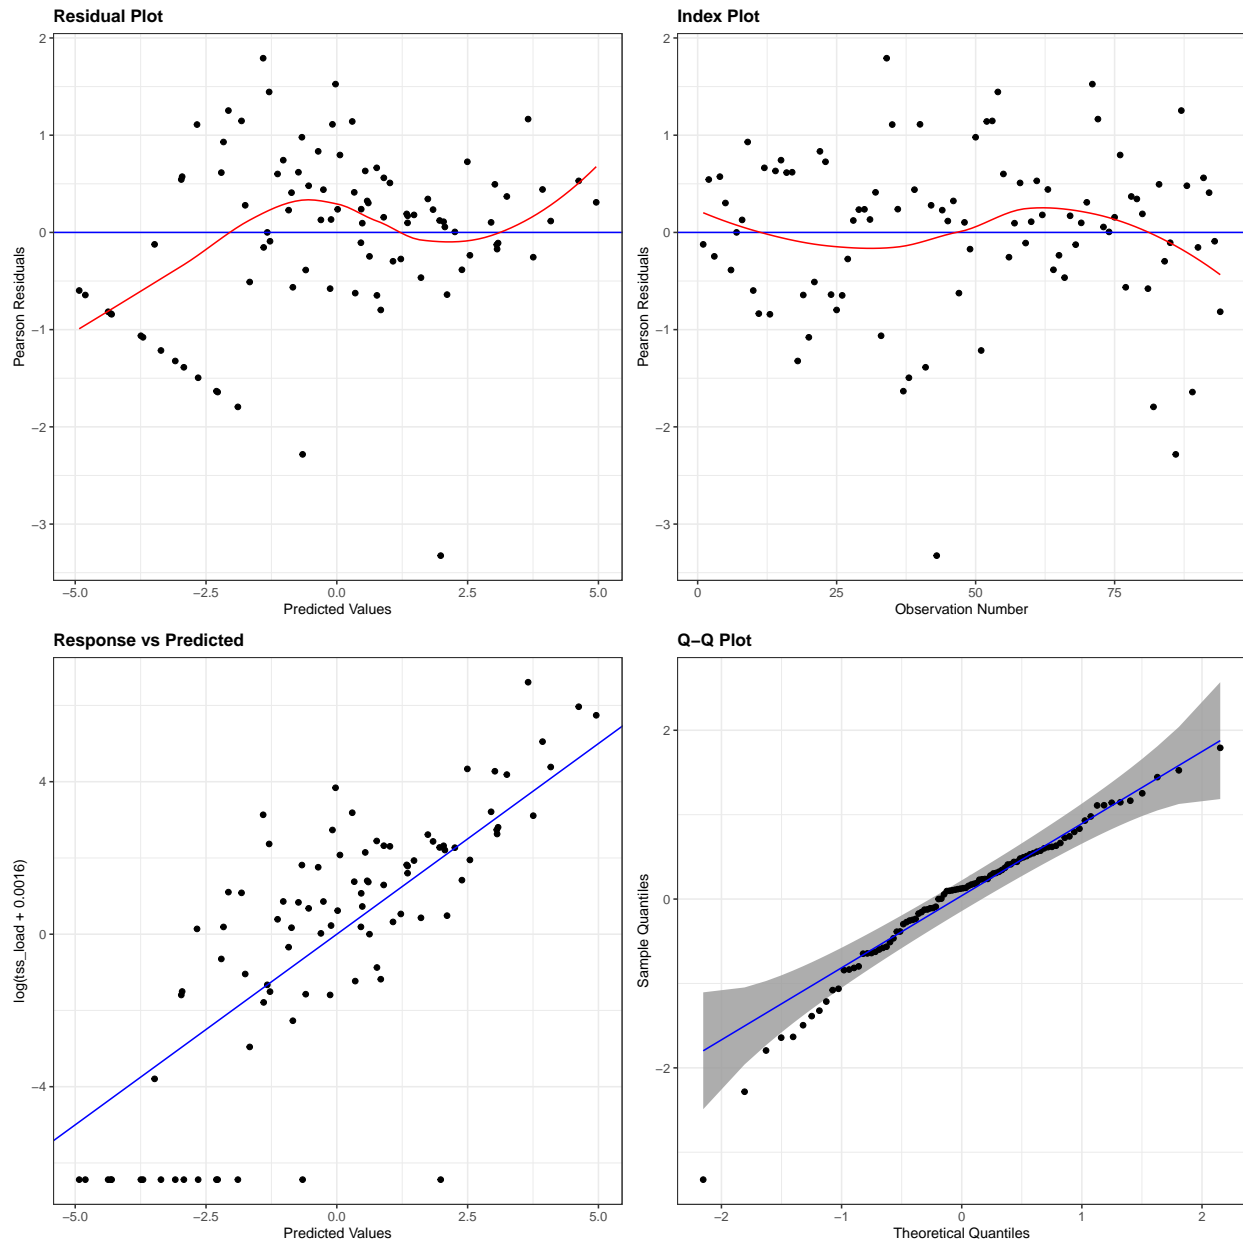 Residual Plot
Pearson Residuals
2
1
0
−1
−2
−3
−5.0 −2.5 0.0 2.5 5.0
Predicted Values
Index Plot
Pearson Residuals
2
1
0
−1
−2
−3
0 25 50 75
Observation Number
Response vs Predicted
log(tss_load + 0.0016)
4
0
−4
−5.0 −2.5 0.0 2.5 5.0
Predicted Values
Q−Q Plot
Sample Quantiles
2
0
−2
−2 −1 0 1 2
Theoretical Quantiles